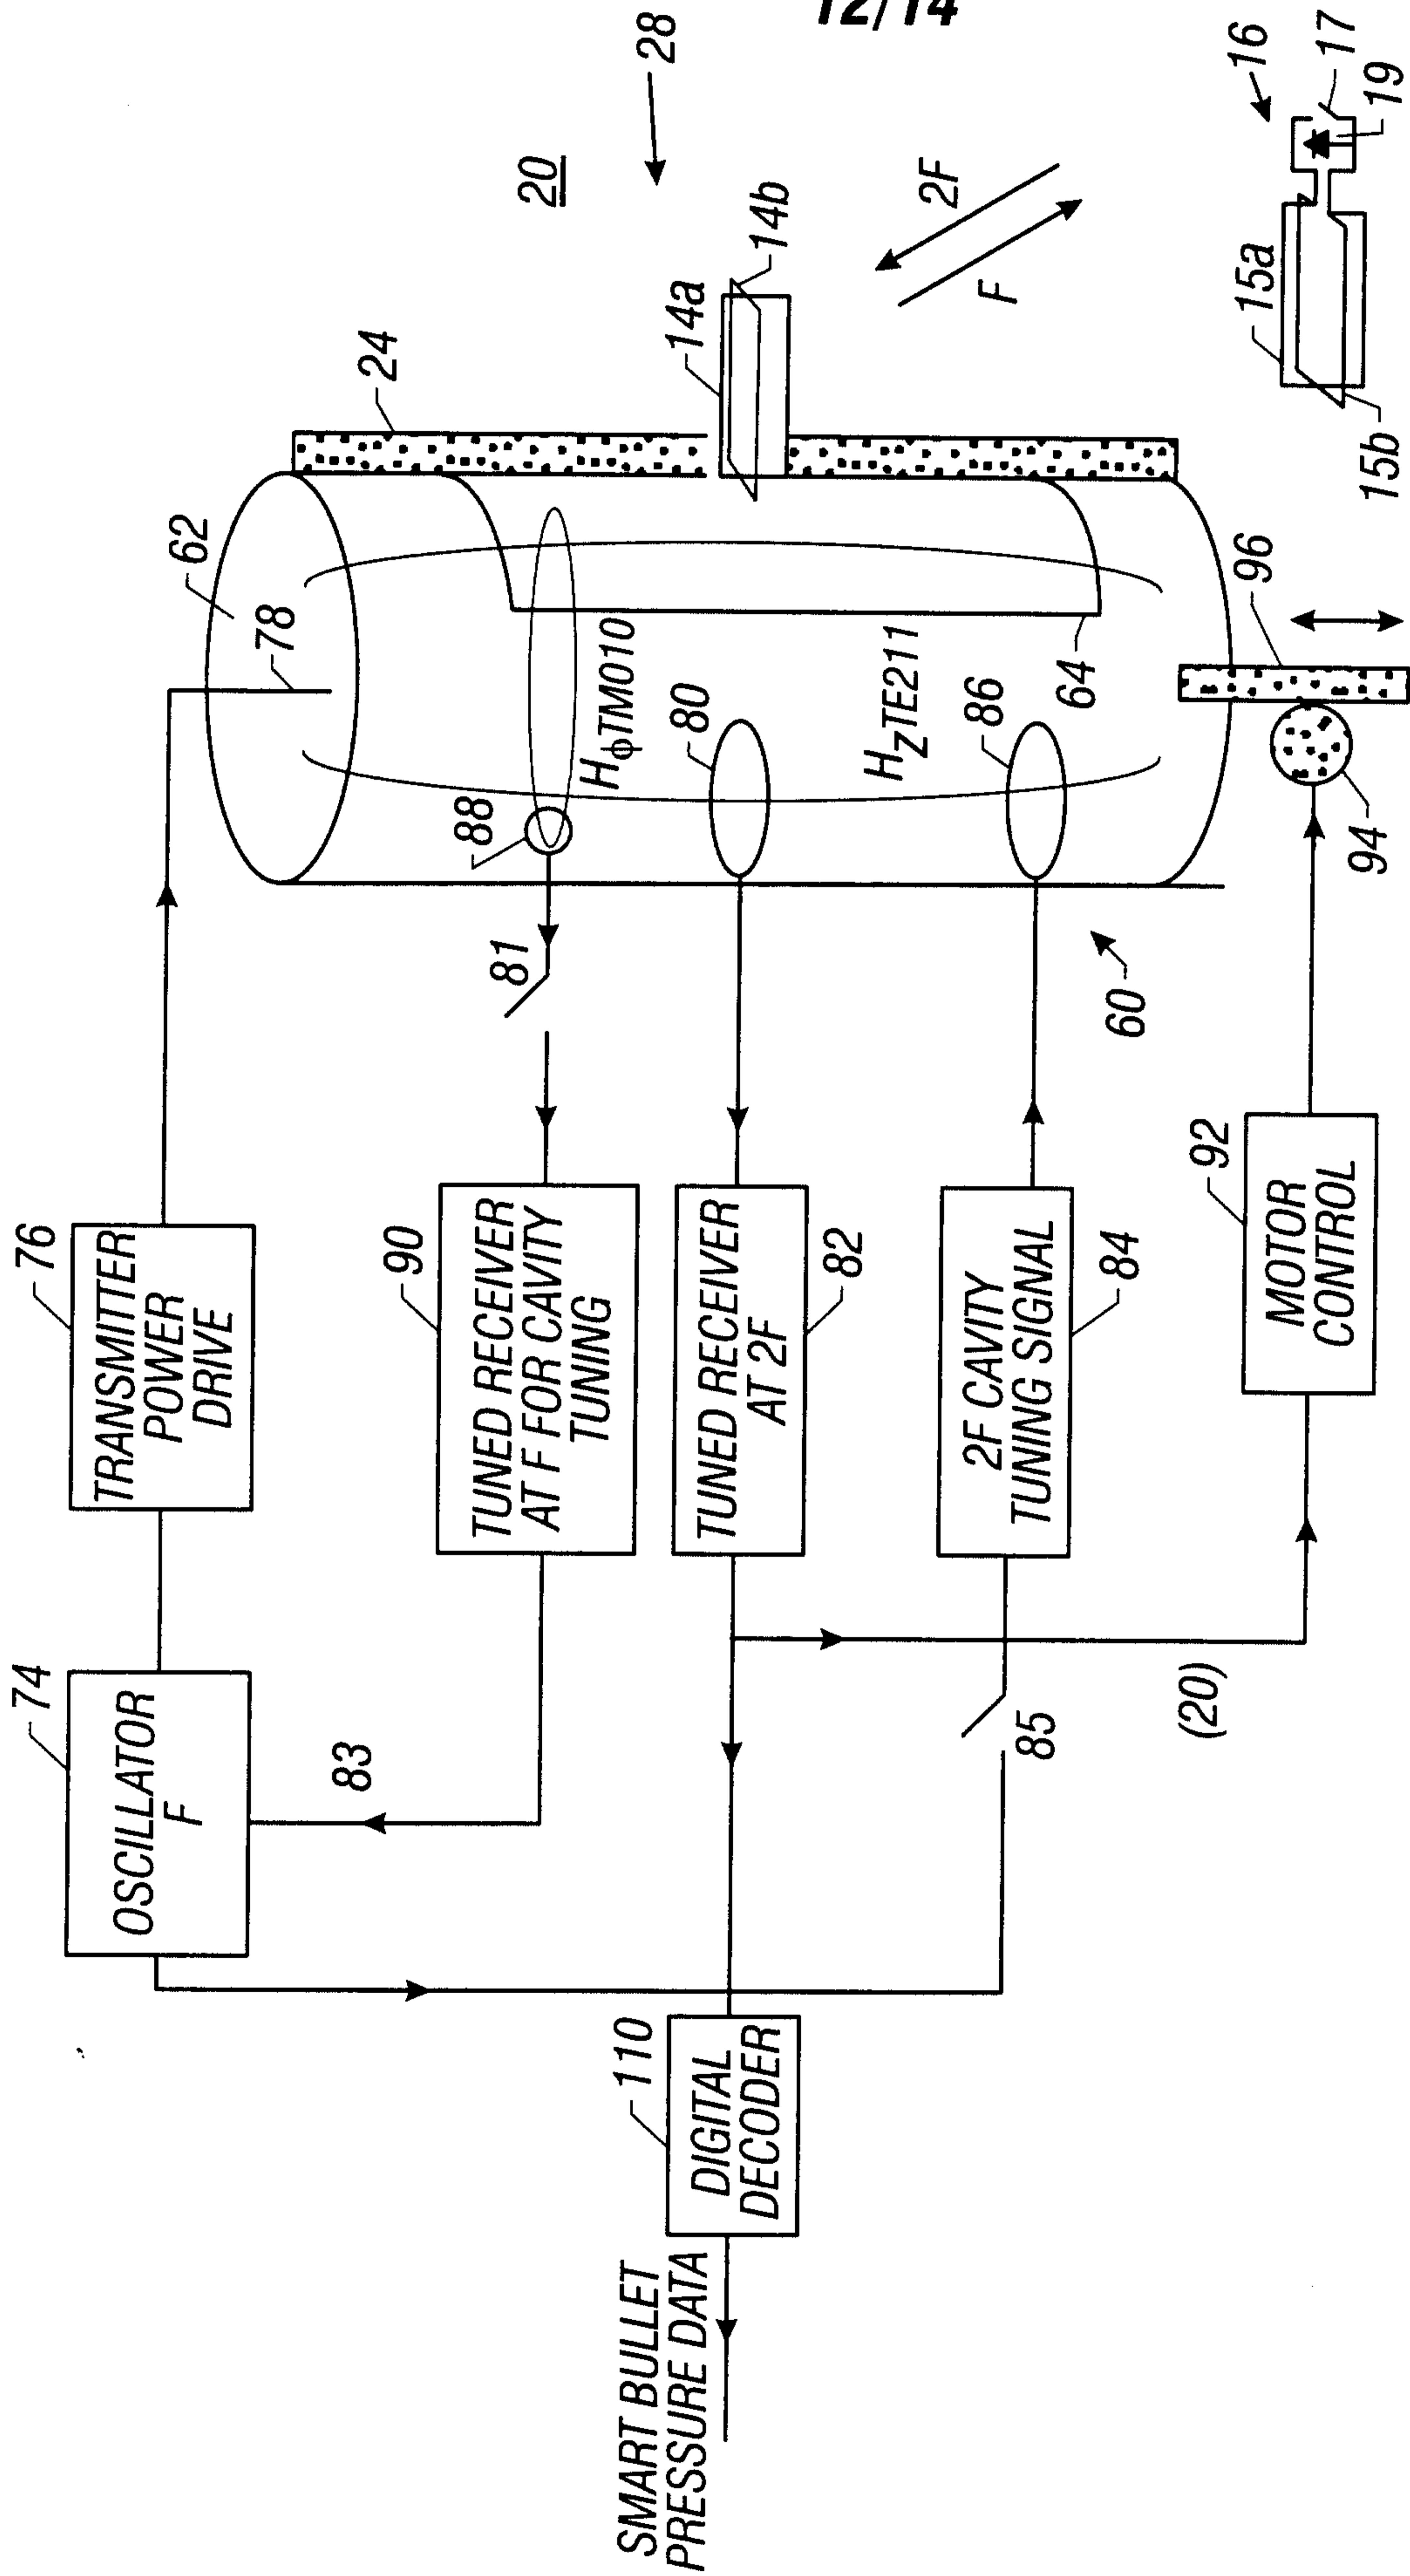 12/14
74
OSCILLATOR
F
76
TRANSMITTER
POWER
DRIVE
62
78
24
28
20
83
90
TUNED RECEIVER
AT F FOR CAVITY
TUNING
81
88
HϕTM010
SMART BULLET
PRESSURE DATA
110
DIGITAL
DECODER
TUNED RECEIVER
AT 2F
82
80
14a
14b
HZTE211
2F
F
85
2F CAVITY
TUNING SIGNAL
84
86
64
60
(20)
92
MOTOR
CONTROL
94
96
15a
15b
16
17
19